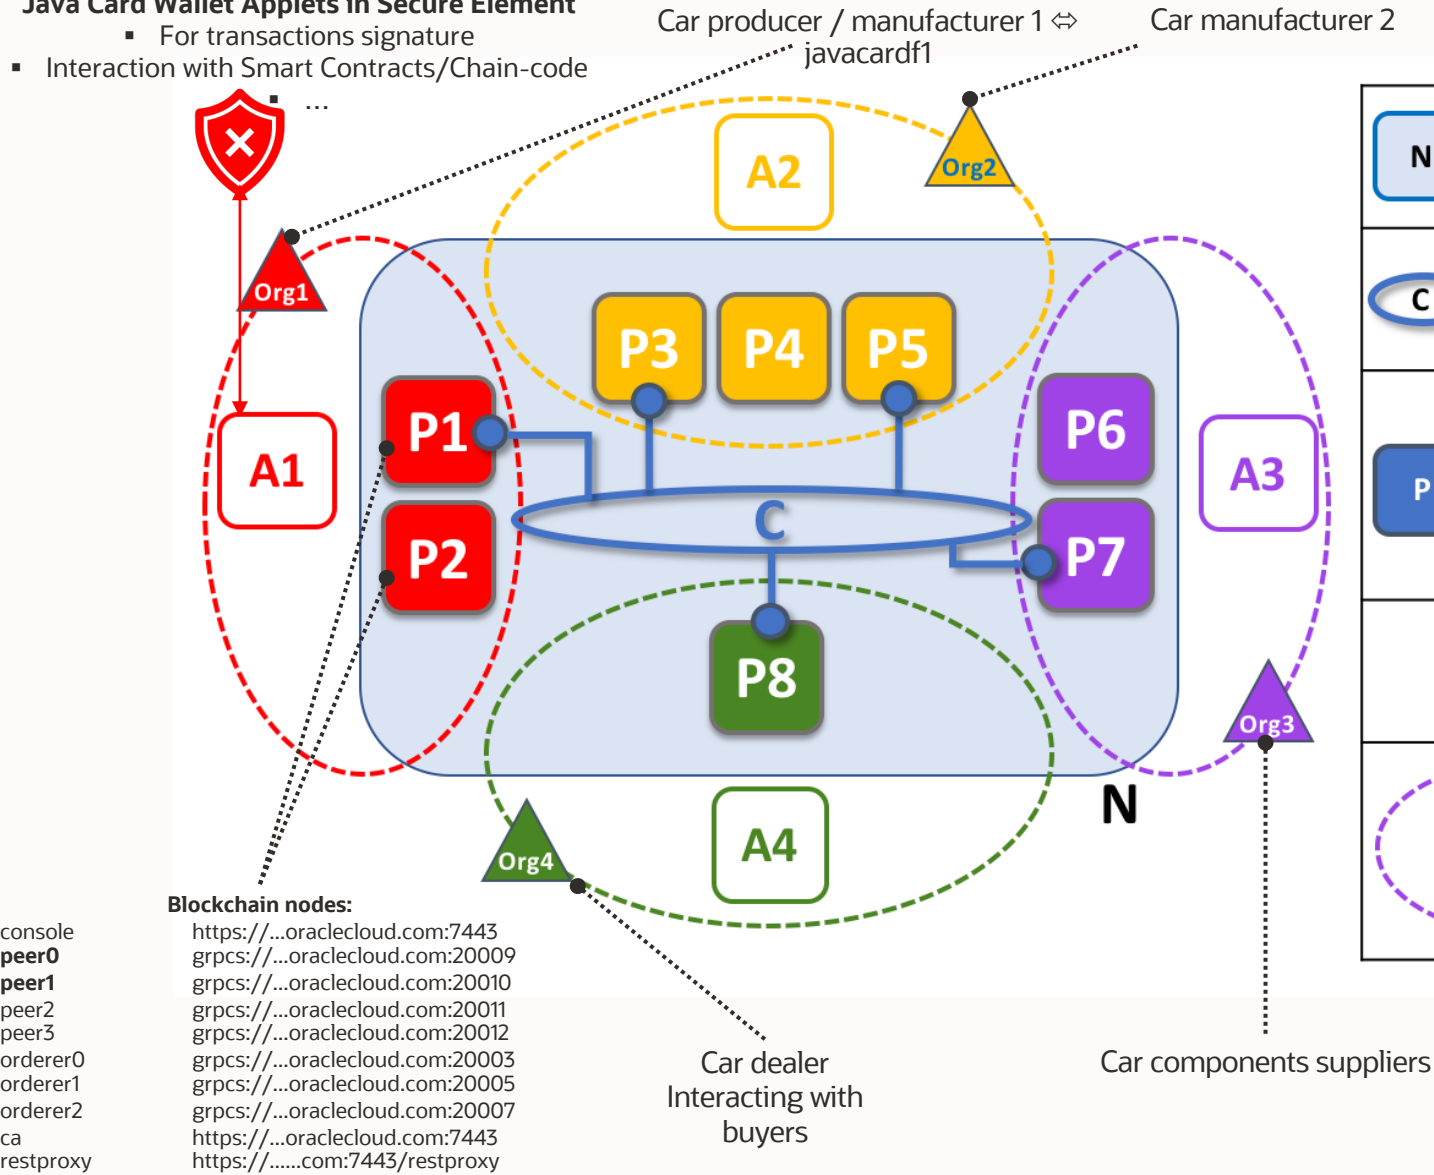 Java Card Wallet Applets in Secure Element
▪ For transactions signature
▪ Interaction with Smart Contracts/Chain-code
▪ ...
Car producer / manufacturer 1 ⬄
javacardf1
Car manufacturer 2
A2
Org2
N
Org1
C
P3
P4
P5
P1
P6
A1
A3
C
P
P2
P7
P8
Org3
N
A4
Org4
Blockchain nodes:
console https://...oraclecloud.com:7443
peer0 grpcs://...oraclecloud.com:20009
peer1 grpcs://...oraclecloud.com:20010
peer2 grpcs://...oraclecloud.com:20011
peer3 grpcs://...oraclecloud.com:20012
orderer0 grpcs://...oraclecloud.com:20003
orderer1 grpcs://...oraclecloud.com:20005
orderer2 grpcs://...oraclecloud.com:20007
ca https://...oraclecloud.com:7443
restproxy https://......com:7443/restproxy
Car dealer
Interacting with
buyers
Car components suppliers